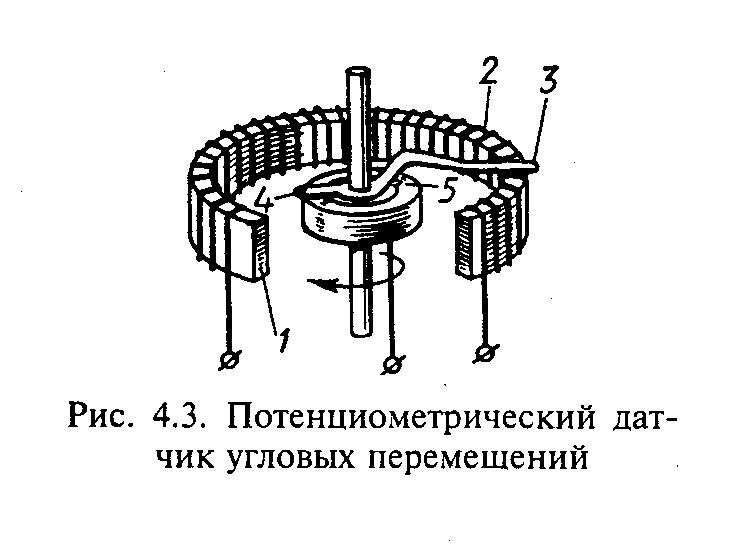 2
3
4
5
1
Рис. 4.3. Потенциометрический дат-
чик угловых перемещений